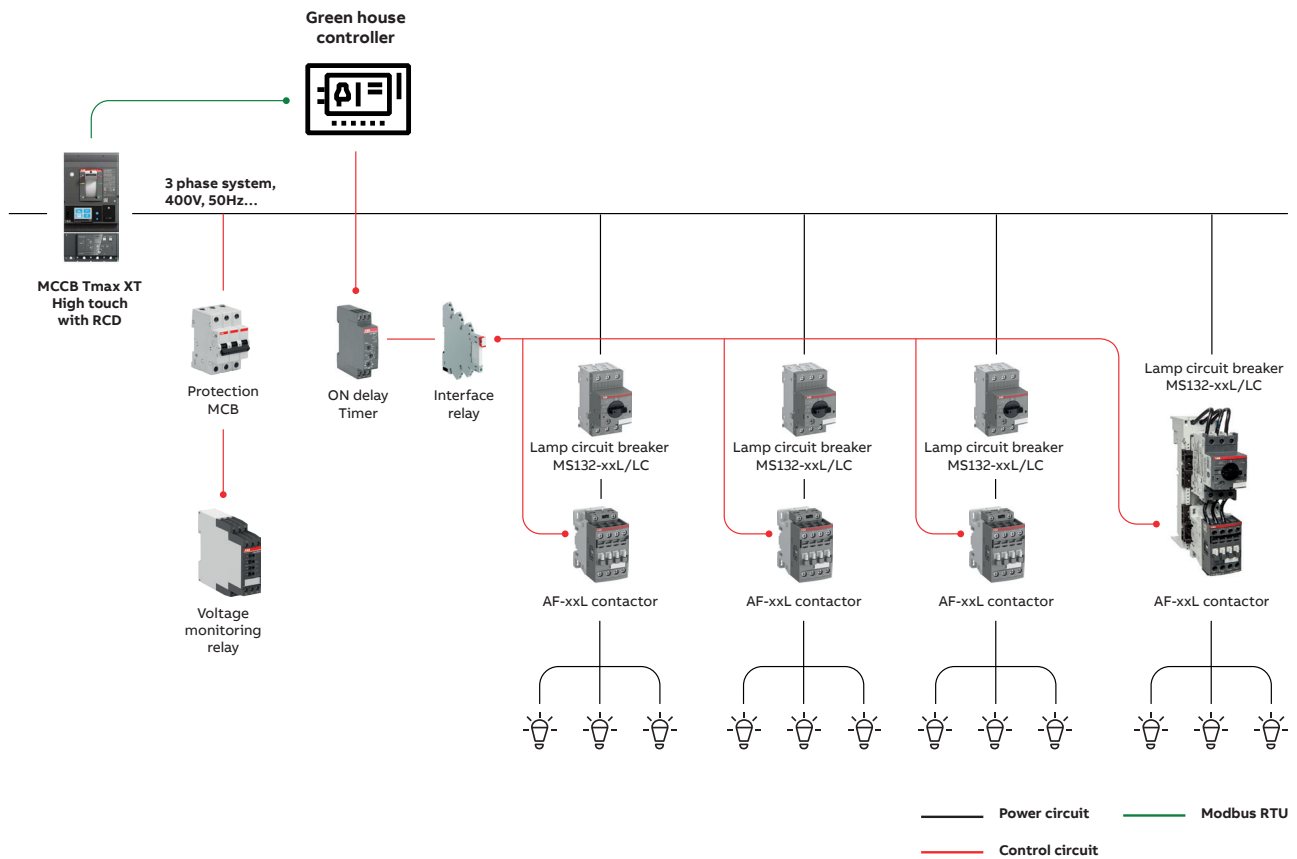 Green house
controller
3 phase system,
400V, 50Hz...
MCCB Tmax XT
High touch
with RCD
Protection
MCB
ON delay
Timer
Interface
relay
Lamp circuit breaker
MS132-xxL/LC
Lamp circuit breaker
MS132-xxL/LC
Lamp circuit breaker
MS132-xxL/LC
Lamp circuit breaker
MS132-xxL/LC
Voltage
monitoring
relay
AF-xxL contactor
AF-xxL contactor
AF-xxL contactor
AF-xxL contactor
Power circuit
Modbus RTU
Control circuit